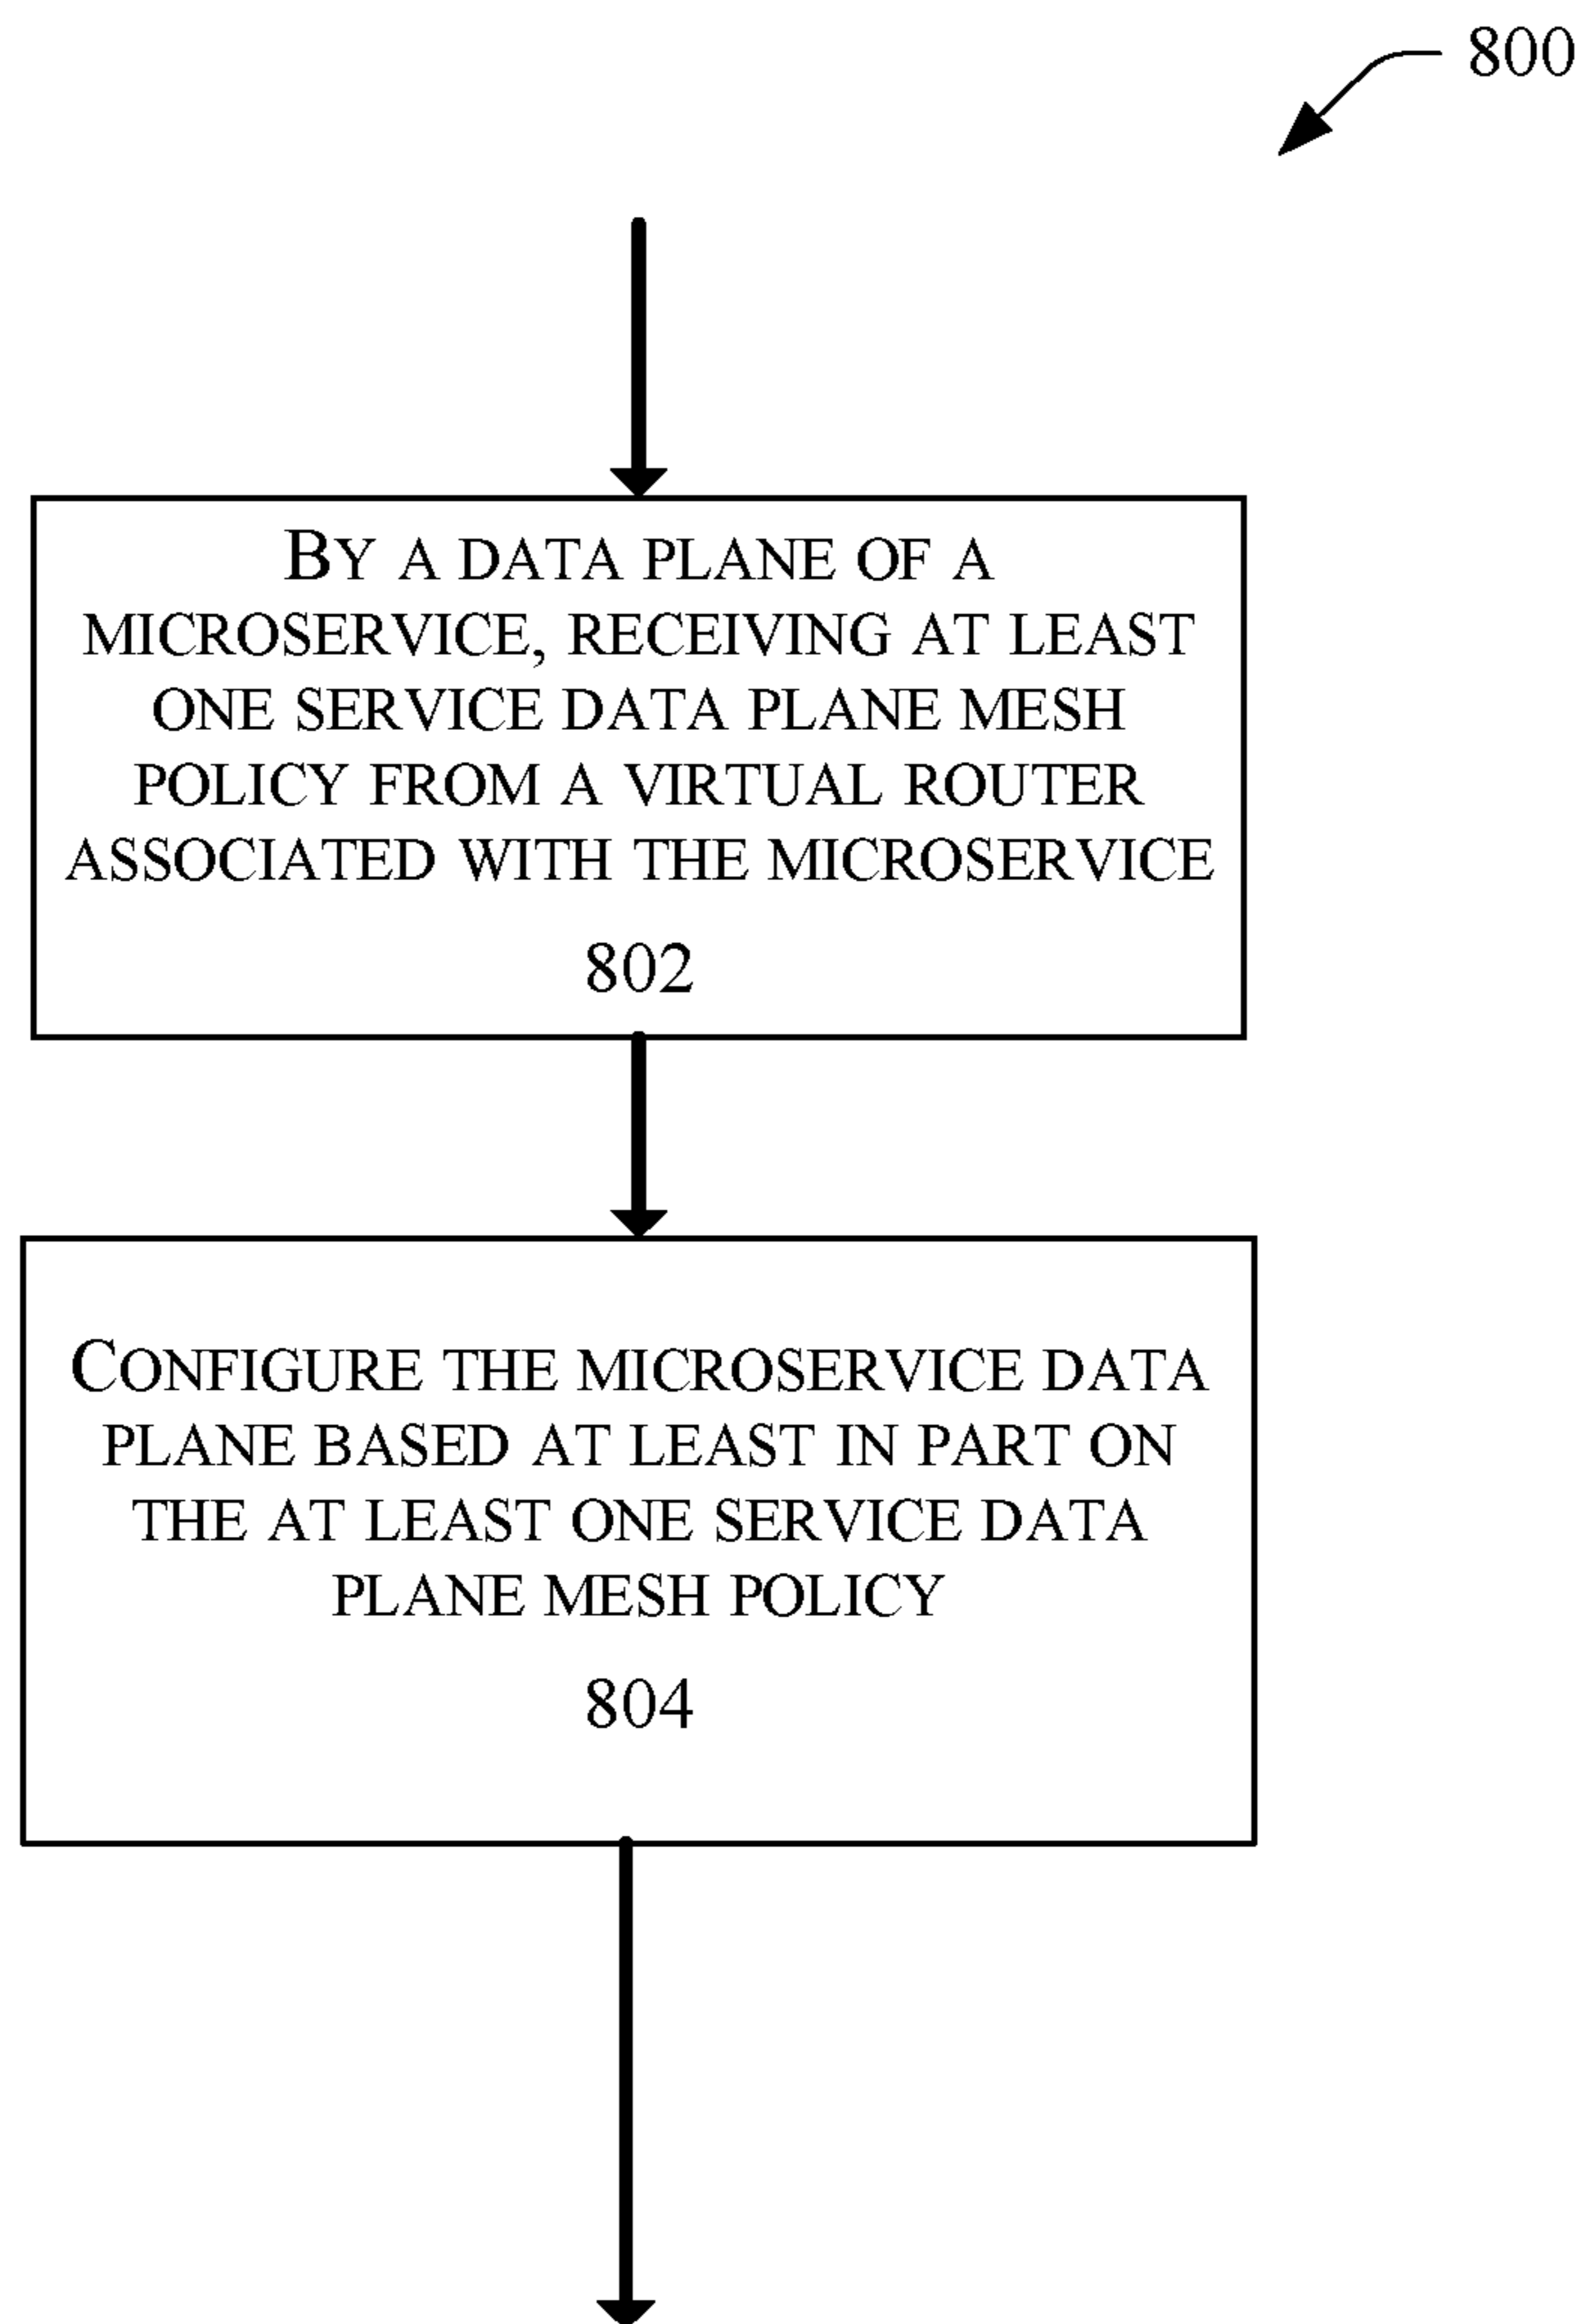 800
BY A DATA PLANE OF A
MICROSERVICE, RECEIVING AT LEAST
ONE SERVICE DATA PLANE MESH
POLICY FROM A VIRTUAL ROUTER
ASSOCIATED WITH THE MICROSERVICE
802
CONFIGURE THE MICROSERVICE DATA
PLANE BASED AT LEAST IN PART ON
THE AT LEAST ONE SERVICE DATA
PLANE MESH POLICY
804